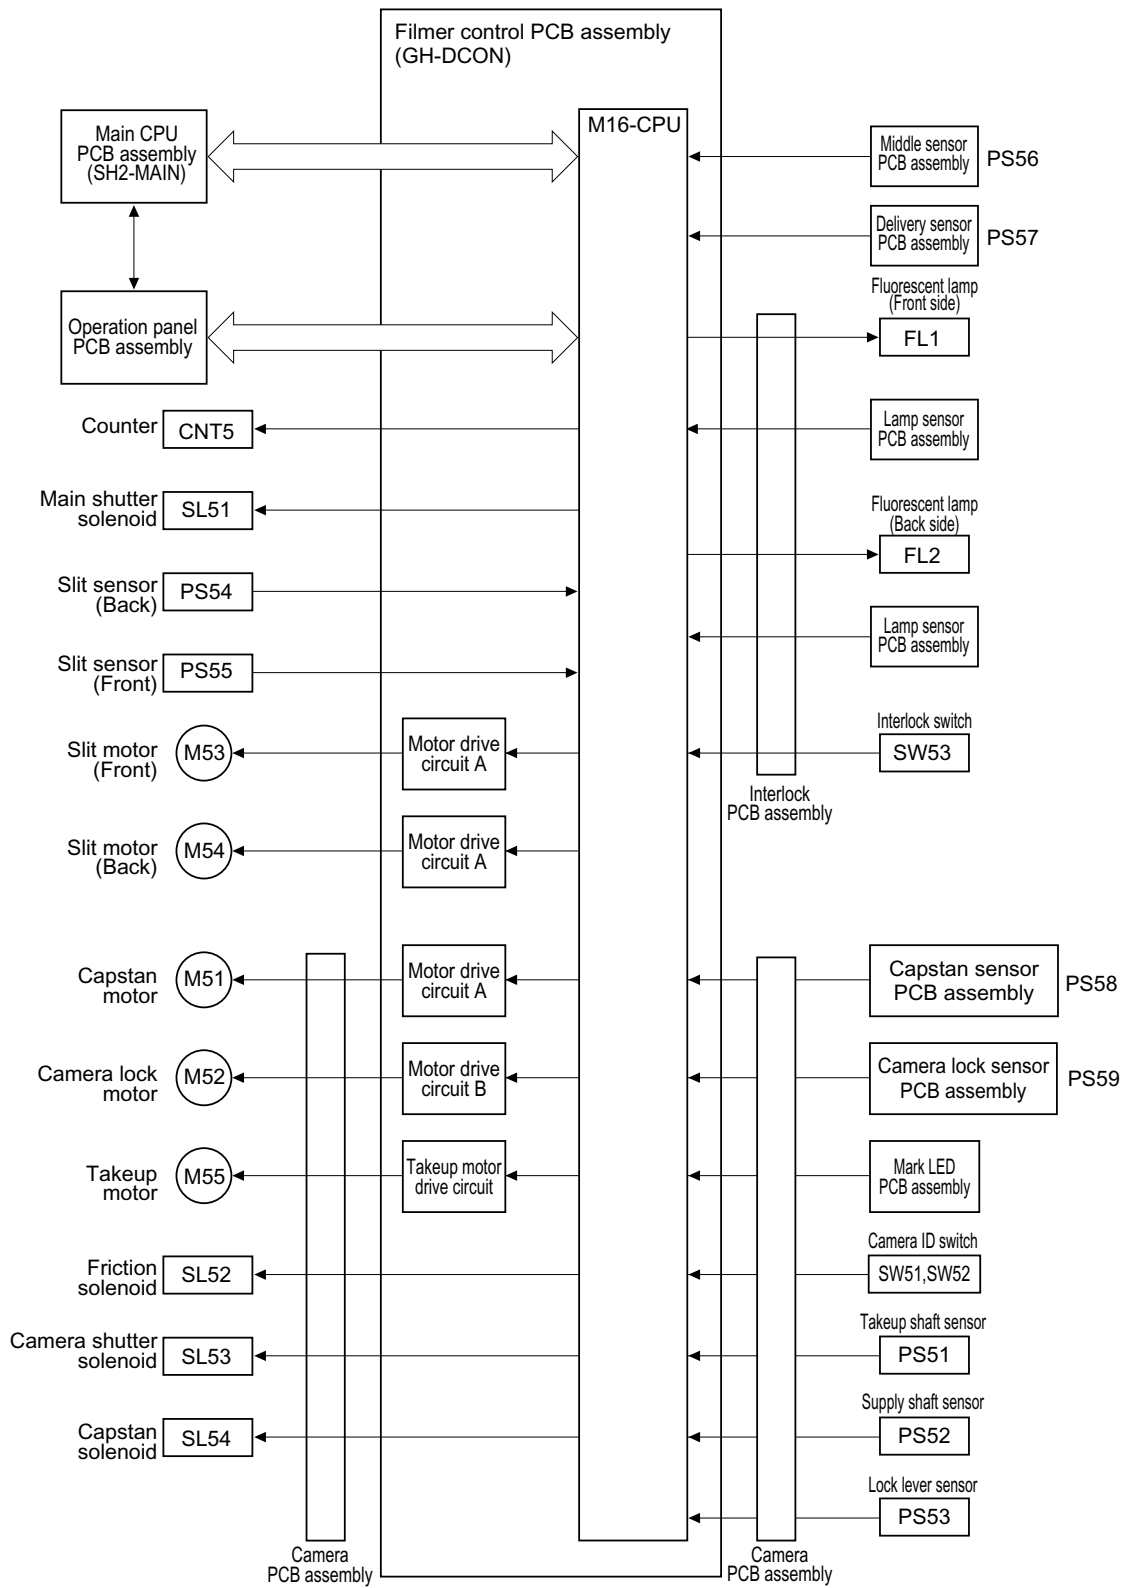 Filmer control PCB assembly
(GH-DCON)
M16-CPU
Main CPU
PCB assembly
(SH2-MAIN)
Operation panel
PCB assembly
Counter
CNT5
Main shutter
solenoid
SL51
Slit sensor
(Back)
PS54
Slit sensor
(Front)
PS55
Slit motor
(Front)
M53
Motor drive
circuit A
Slit motor
(Back)
M54
Motor drive
circuit A
Capstan
motor
M51
Motor drive
circuit A
Camera lock
motor
M52
Motor drive
circuit B
Takeup
motor
M55
Takeup motor
drive circuit
Friction
solenoid
SL52
Camera shutter
solenoid
SL53
Capstan
solenoid
SL54
Camera
PCB assembly
Middle sensor
PCB assembly
PS56
Delivery sensor
PCB assembly
PS57
Fluorescent lamp
(Front side)
FL1
Lamp sensor
PCB assembly
Fluorescent lamp
(Back side)
FL2
Lamp sensor
PCB assembly
Interlock switch
SW53
Interlock
PCB assembly
Capstan sensor
PCB assembly
PS58
Camera lock sensor
PCB assembly
PS59
Mark LED
PCB assembly
Camera ID switch
SW51,SW52
Takeup shaft sensor
PS51
Supply shaft sensor
PS52
Lock lever sensor
PS53
Camera
PCB assembly